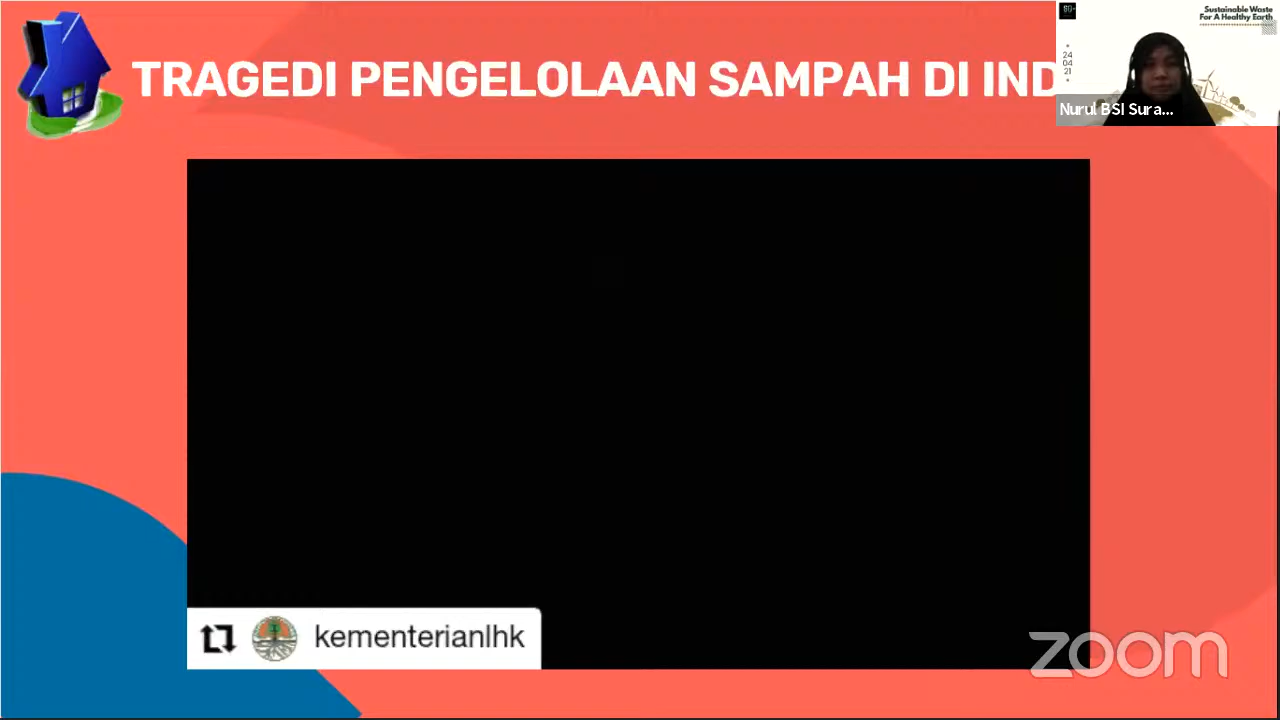 TRAGEDI PENGELOLAAN SAMPAH DI IND
Sustainable Waste
For A Healthy Earth
24
04
21
Nurul BSI Sura...
kementerianlhk
zoom